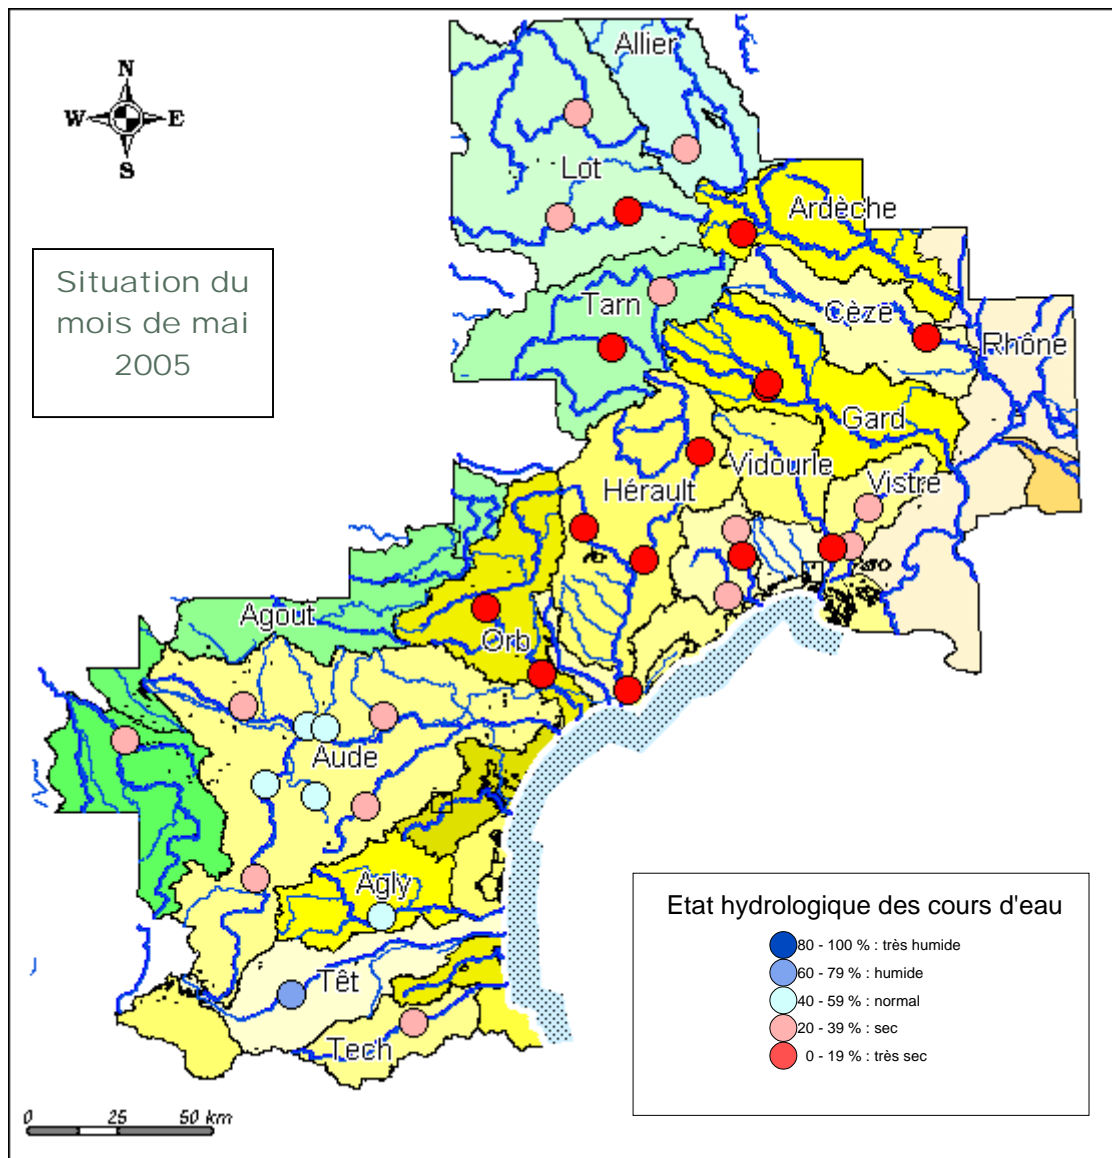 Allier
N
W
E
S
Lot
Ardèche
Situation du
mois de mai
2005
Tarn
Cèze
Rhône
Gard
Vidourle
Vistre
Hérault
Agout
Orb
Aude
Agly
Têt
Tech
Etat hydrologique des cours d'eau
80 - 100 % : très humide
60 - 79 % : humide
40 - 59 % : normal
20 - 39 % : sec
0 - 19 % : très sec
0 25 50 km